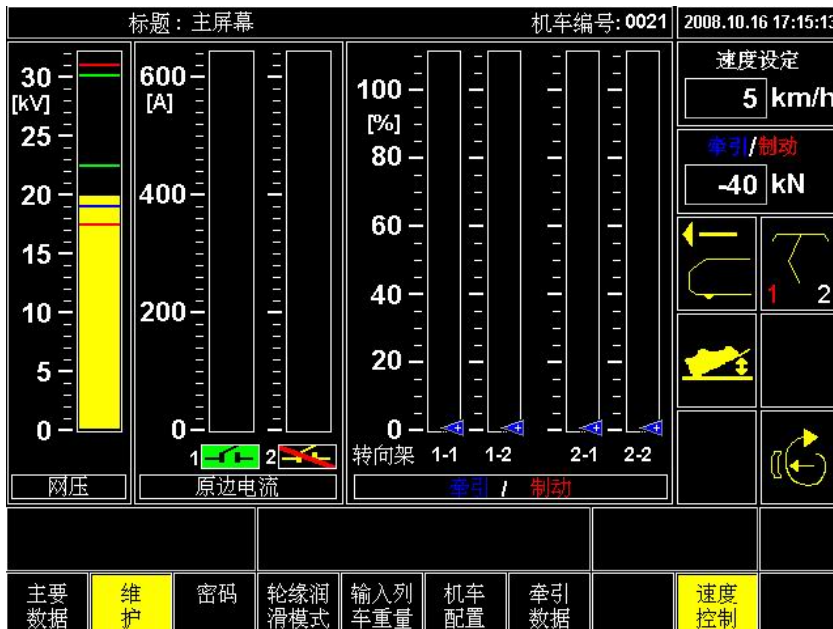 标题：主屏幕
机车编号: 0021
2008.10.16 17:15:13
30
[kV]
25
20
15
10
5
0
网压
600
[A]
400
200
0
1
2
原边电流
100
[%]
80
60
40
20
0
转向架 1-1 1-2 2-1 2-2
牵引 / 制动
速度设定
5 km/h
牵引/制动
-40 kN
1 2
主要
数据
维
护
密码
轮缘润
滑模式
输入列
车重量
机车
配置
牵引
数据
速度
控制